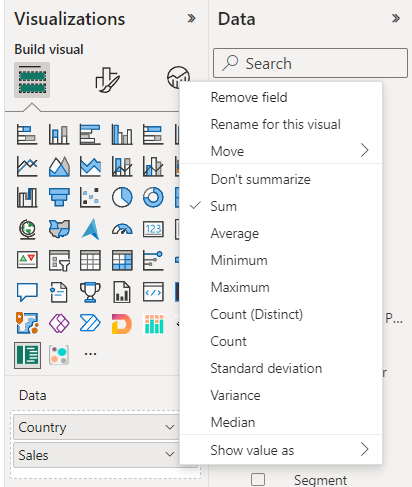 Visualizations
Data
Build visual
Search
Remove field
Rename for this visual
Move
Don't summarize
Sum
Average
Minimum
Maximum
Count (Distinct)
Count
Standard deviation
Variance
Median
Show value as
123
Data
Country
Sales
P...
r
Segment